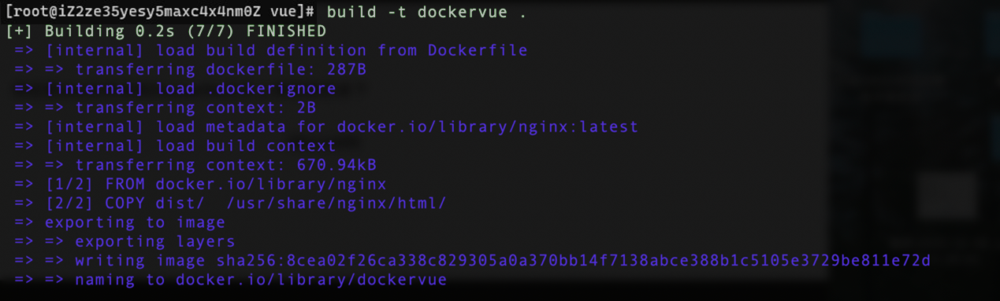 [root@iZ2ze35yesy5maxc4x4nm0Z vue]# build -t dockervue .
[+] Building 0.2s (7/7) FINISHED
=> [internal] load build definition from Dockerfile
=> => transferring dockerfile: 287B
=> [internal] load .dockerignore
=> => transferring context: 2B
=> [internal] load metadata for docker.io/library/nginx:latest
=> [internal] load build context
=> => transferring context: 670.94kB
=> [1/2] FROM docker.io/library/nginx
=> [2/2] COPY dist/  /usr/share/nginx/html/
=> exporting to image
=> => exporting layers
=> => writing image sha256:8cea02f26ca338c829305a0a370bb14f7138abce388b1c5105e3729be811e72d
=> => naming to docker.io/library/dockervue